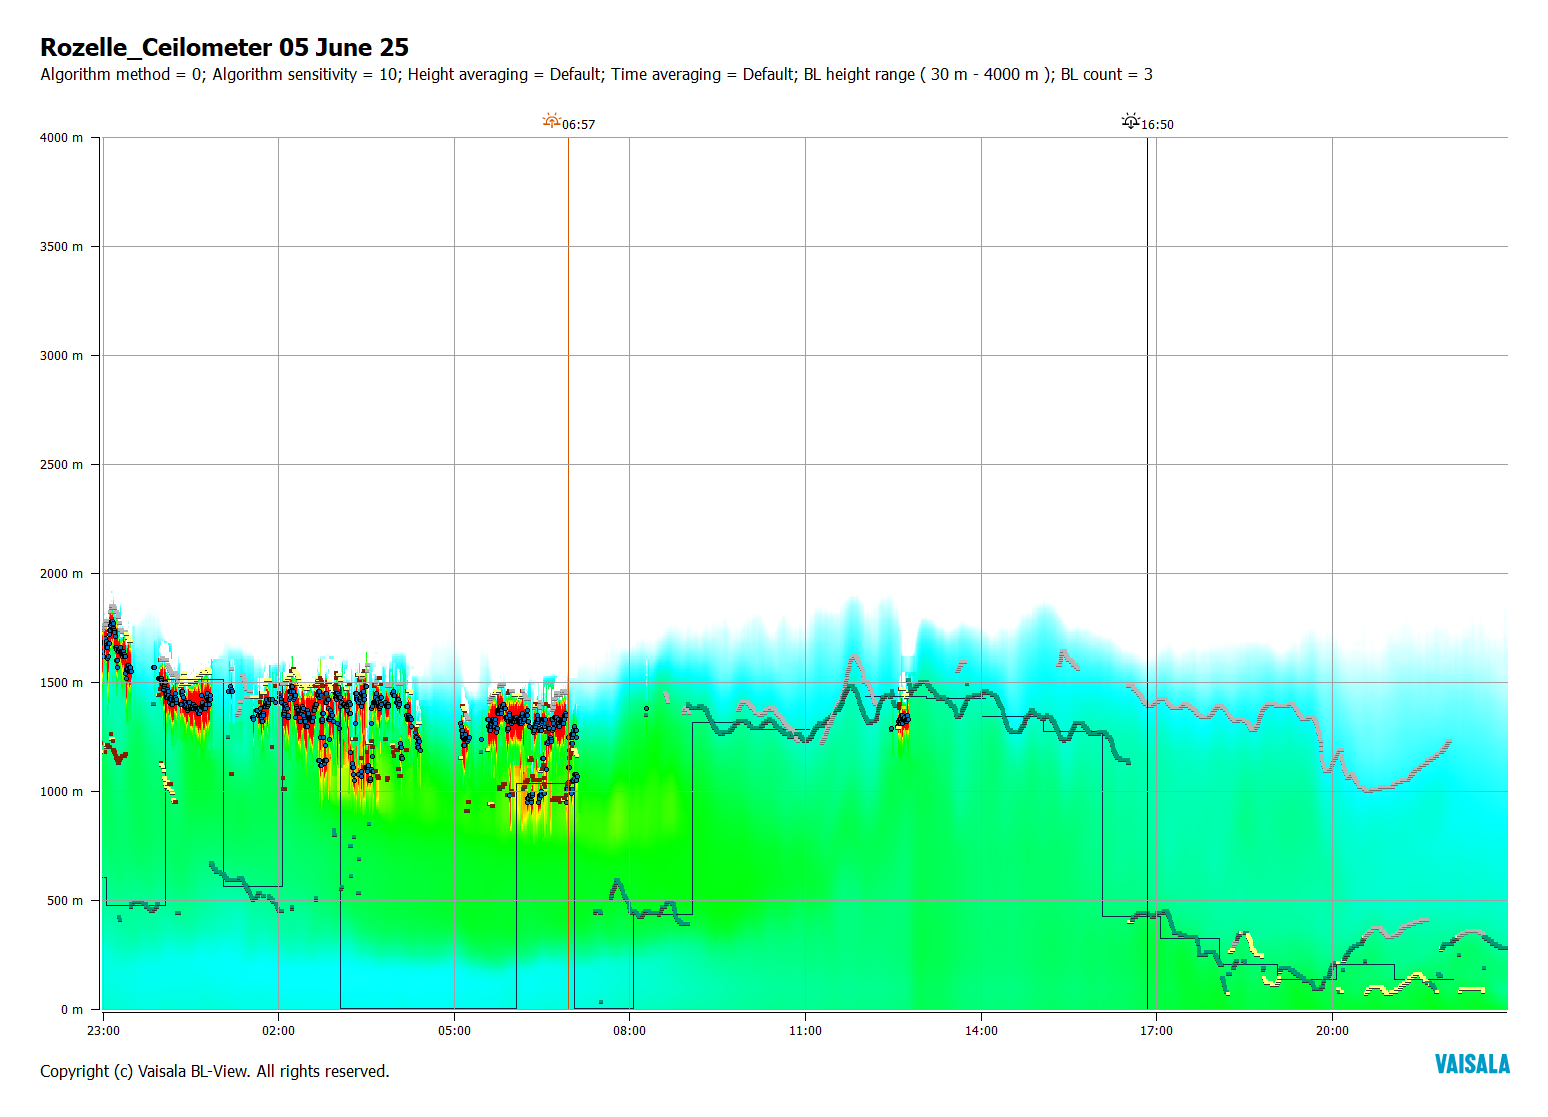 Rozelle_Ceilometer 05 June 25
Algorithm method = 0; Algorithm sensitivity = 10; Height averaging = Default; Time averaging = Default; BL height range ( 30 m - 4000 m ); BL count = 3
06:57
16:50
4000 m
3500 m
3000 m
2500 m
2000 m
1500 m
1000 m
500 m
0 m
23:00
02:00
05:00
08:00
11:00
14:00
17:00
20:00
Copyright (c) Vaisala BL-View. All rights reserved.
VAISALA